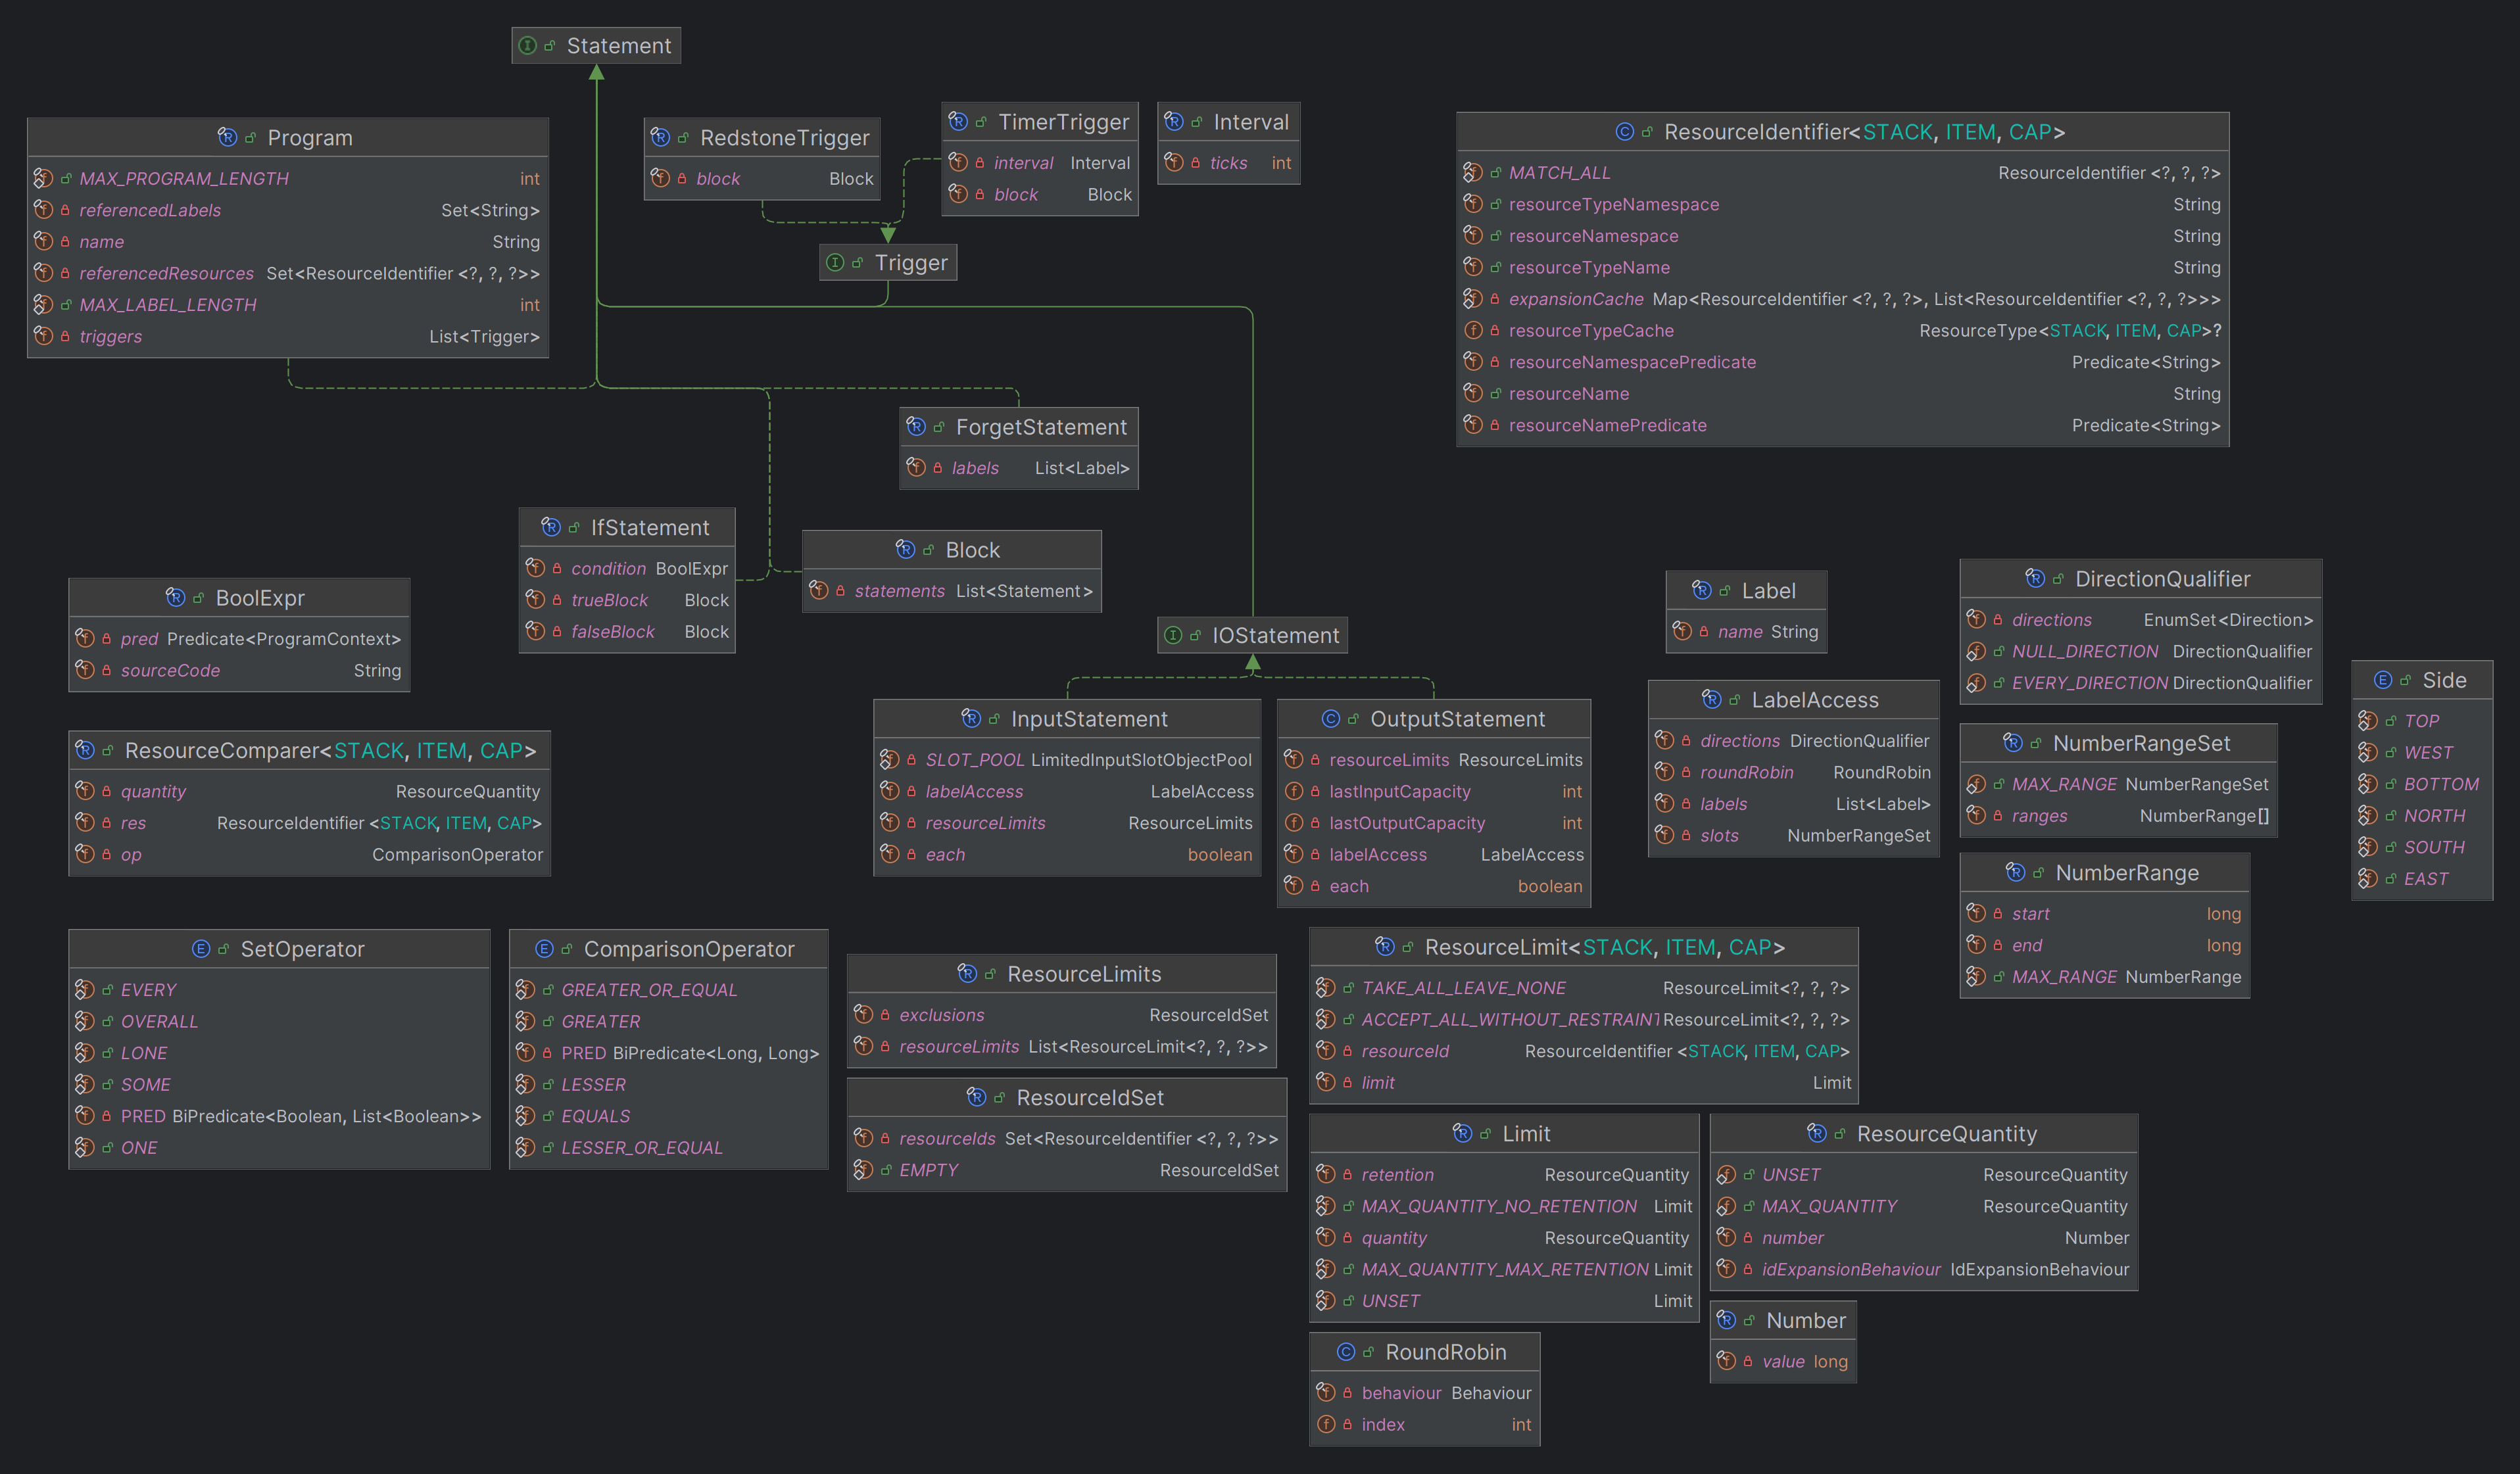 Statement
Program
MAX_PROGRAM_LENGTH int
referencedLabels Set<String>
name String
referencedResources Set<ResourceIdentifier <?, ?, ?>>
MAX_LABEL_LENGTH int
triggers List<Trigger>
RedstoneTrigger
block Block
TimerTrigger
interval Interval
block Block
Interval
ticks int
Trigger
ResourceIdentifier<STACK, ITEM, CAP>
MATCH_ALL ResourceIdentifier <?, ?, ?>
resourceTypeNamespace String
resourceNamespace String
resourceTypeName String
expansionCache Map<ResourceIdentifier <?, ?, ?>, List<ResourceIdentifier <?, ?, ?>>>
resourceTypeCache ResourceType<STACK, ITEM, CAP>?
resourceNamespacePredicate Predicate<String>
resourceName String
resourceNamePredicate Predicate<String>
ForgetStatement
labels List<Label>
IfStatement
condition BoolExpr
trueBlock Block
falseBlock Block
Block
statements List<Statement>
BoolExpr
pred Predicate<ProgramContext>
sourceCode String
IOStatement
Label
name String
DirectionQualifier
directions EnumSet<Direction>
NULL_DIRECTION DirectionQualifier
EVERY_DIRECTION DirectionQualifier
Side
TOP
WEST
BOTTOM
NORTH
SOUTH
EAST
ResourceComparer<STACK, ITEM, CAP>
quantity ResourceQuantity
res ResourceIdentifier <STACK, ITEM, CAP>
op ComparisonOperator
InputStatement
SLOT_POOL LimitedInputSlotObjectPool
labelAccess LabelAccess
resourceLimits ResourceLimits
each boolean
OutputStatement
resourceLimits ResourceLimits
lastInputCapacity int
lastOutputCapacity int
labelAccess LabelAccess
each boolean
LabelAccess
directions DirectionQualifier
roundRobin RoundRobin
labels List<Label>
slots NumberRangeSet
NumberRangeSet
MAX_RANGE NumberRangeSet
ranges NumberRange[]
NumberRange
start long
end long
MAX_RANGE NumberRange
SetOperator
EVERY
OVERALL
LONE
SOME
PRED BiPredicate<Boolean, List<Boolean>>
ONE
ComparisonOperator
GREATER_OR_EQUAL
GREATER
PRED BiPredicate<Long, Long>
LESSER
EQUALS
LESSER_OR_EQUAL
ResourceLimits
exclusions ResourceIdSet
resourceLimits List<ResourceLimit<?, ?, ?>>
ResourceIdSet
resourceIds Set<ResourceIdentifier <?, ?, ?>>
EMPTY ResourceIdSet
ResourceLimit<STACK, ITEM, CAP>
TAKE_ALL_LEAVE_NONE ResourceLimit<?, ?, ?>
ACCEPT_ALL_WITHOUT_RESTRAINT ResourceLimit<?, ?, ?>
resourceId ResourceIdentifier <STACK, ITEM, CAP>
limit Limit
Limit
retention ResourceQuantity
MAX_QUANTITY_NO_RETENTION Limit
quantity ResourceQuantity
MAX_QUANTITY_MAX_RETENTION Limit
UNSET Limit
ResourceQuantity
UNSET ResourceQuantity
MAX_QUANTITY ResourceQuantity
number Number
idExpansionBehaviour IdExpansionBehaviour
Number
value long
RoundRobin
behaviour Behaviour
index int